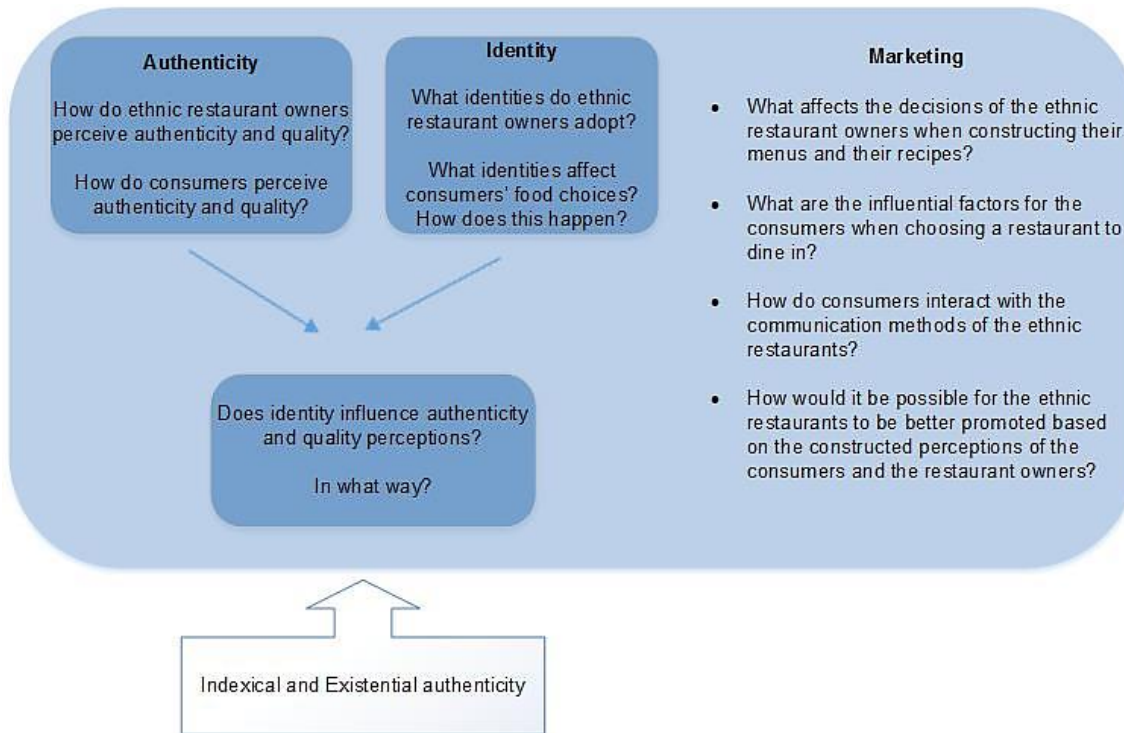 Authenticity
How do ethnic restaurant owners
perceive authenticity and quality?
How do consumers perceive
authenticity and quality?
Identity
What identities do ethnic
restaurant owners adopt?
What identities affect
consumers' food choices?
How does this happen?
Does identity influence authenticity
and quality perceptions?
In what way?
Marketing
• What affects the decisions of the ethnic
restaurant owners when constructing their
menus and their recipes?
• What are the influential factors for the
consumers when choosing a restaurant to
dine in?
• How do consumers interact with the
communication methods of the ethnic
restaurants?
• How would it be possible for the ethnic
restaurants to be better promoted based
on the constructed perceptions of the
consumers and the restaurant owners?
Indexical and Existential authenticity